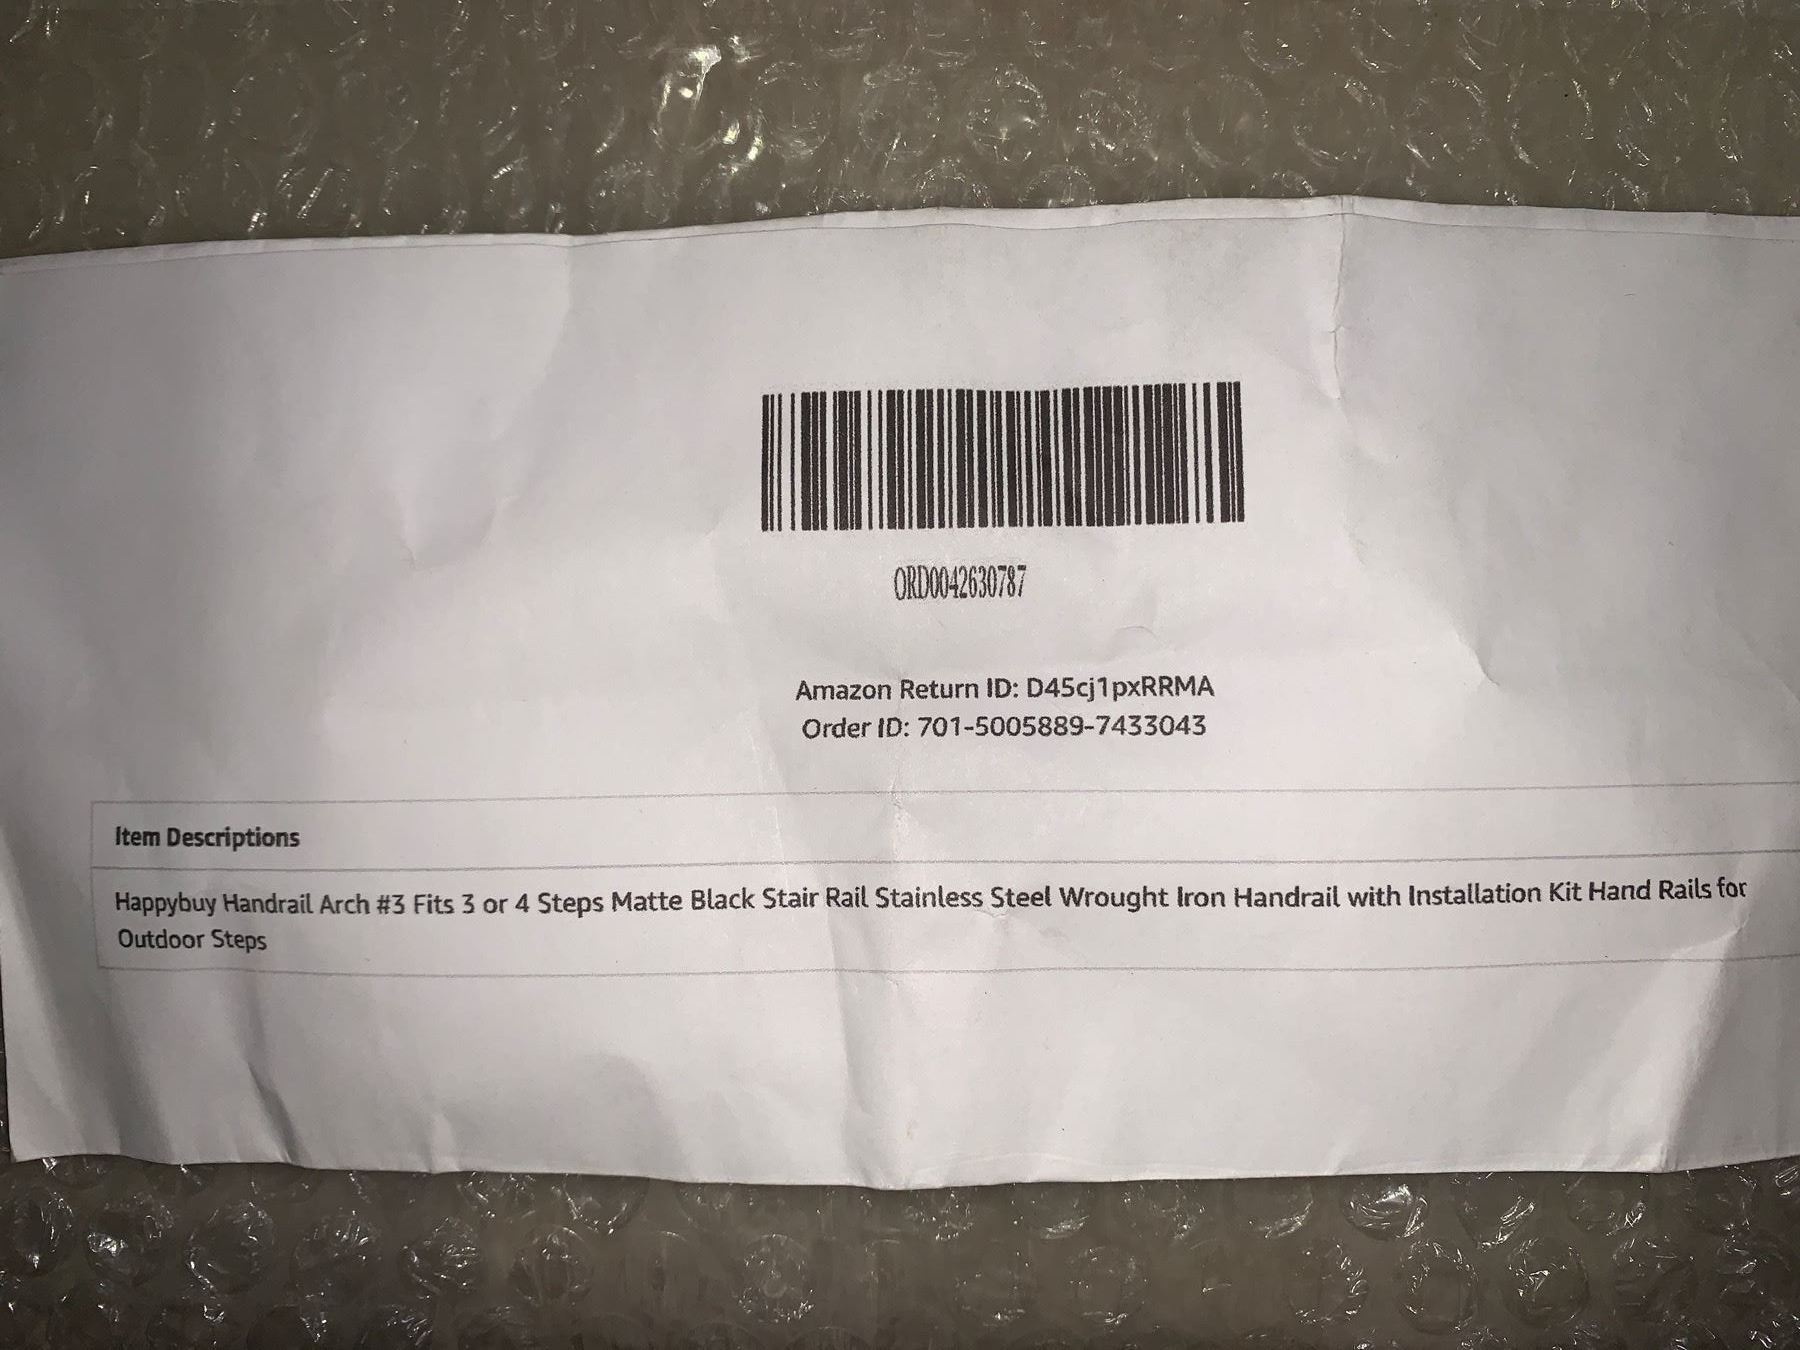 ORD0042630787
Amazon Return ID: D45cj1pxRRMA
Order ID: 701-5005889-7433043
Item Descriptions
Happybuy Handrail Arch #3 Fits 3 or 4 Steps Matte Black Stair Rail Stainless Steel Wrought Iron Handrail with Installation Kit Hand Rails for
Outdoor Steps